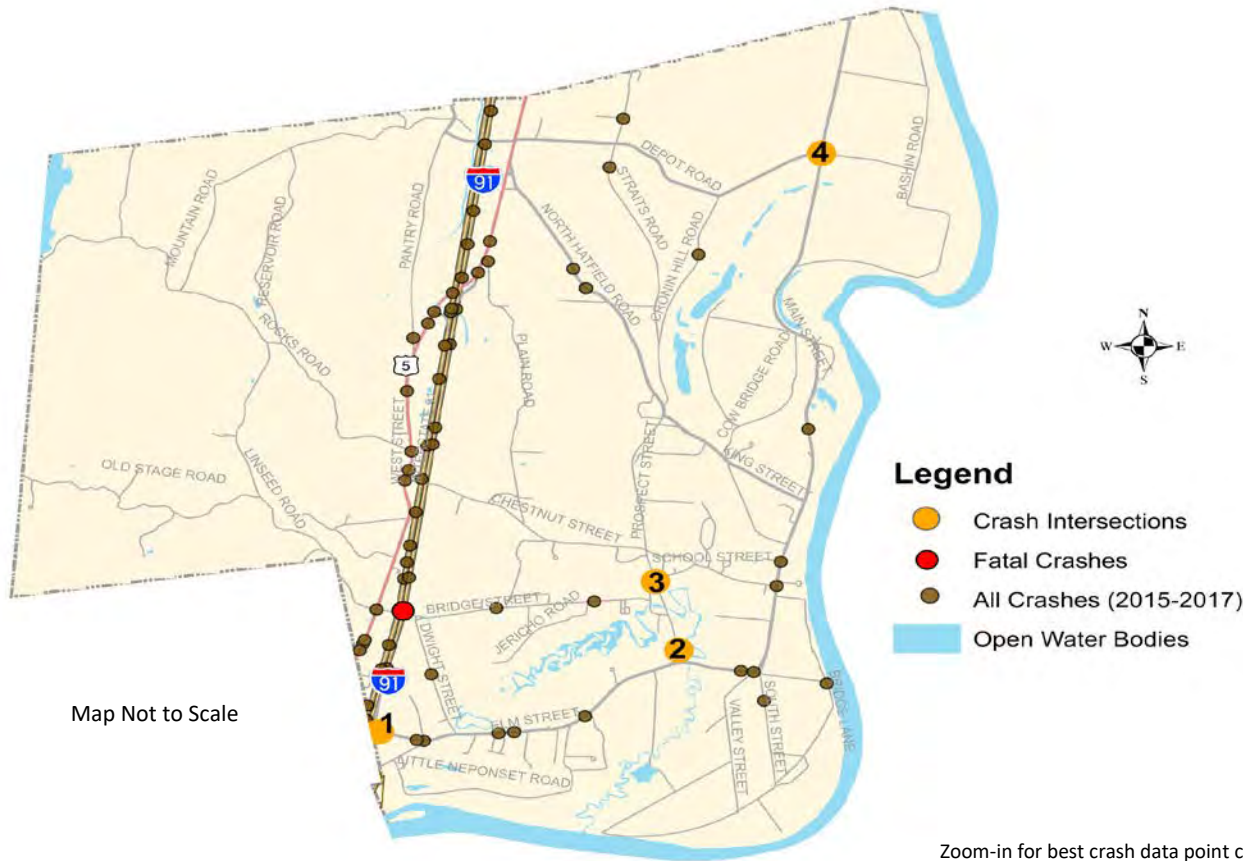 4
DEPOT ROAD
BASHIN ROAD
91
STRAITS ROAD
MOUNTAIN ROAD
PANTRY ROAD
RESERVOIR ROAD
NORTH HATFIELD ROAD
CRONIN HILL ROAD
MAIN STREET
N
W
E
S
ROCKS ROAD
PLAIN ROAD
5
COW BRIDGE ROAD
WEST STREET
KING STREET
OLD STAGE ROAD
LINSEED ROAD
PROSPECT STREET
CHESTNUT STREET
SCHOOL STREET
3
BRIDGE STREET
JERICHO ROAD
DWIGHT STREET
2
91
BRIDGE LANE
VALLEY STREET
SOUTH STREET
1
ELM STREET
LITTLE NEPONSET ROAD
Map Not to Scale
Legend
Crash Intersections
Fatal Crashes
All Crashes (2015-2017)
Open Water Bodies
Zoom-in for best crash data point c